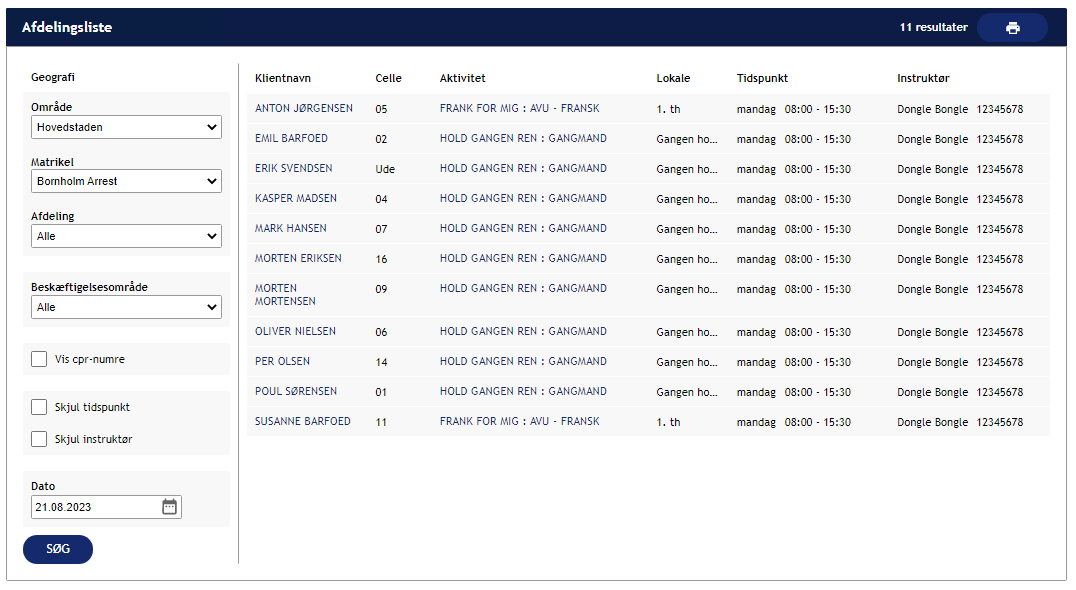 Afdelingsliste
11 resultater
Geografi
Område
Hovedstaden
Matrikel
Bornholm Arrest
Afdeling
Alle
Beskæftigelsesområde
Alle
Vis cpr-numre
Skjul tidspunkt
Skjul instruktør
Dato
21.08.2023
SØG
Klientnavn Celle Aktivitet Lokale Tidspunkt Instruktør
ANTON JØRGENSEN 05 FRANK FOR MIG : AVU - FRANSK 1. th mandag 08:00 - 15:30 Dongle Bongle 12345678
EMIL BARFOED 02 HOLD GANGEN REN : GANGMAND Gangen ho... mandag 08:00 - 15:30 Dongle Bongle 12345678
ERIK SVENDSEN Ude HOLD GANGEN REN : GANGMAND Gangen ho... mandag 08:00 - 15:30 Dongle Bongle 12345678
KASPER MADSEN 04 HOLD GANGEN REN : GANGMAND Gangen ho... mandag 08:00 - 15:30 Dongle Bongle 12345678
MARK HANSEN 07 HOLD GANGEN REN : GANGMAND Gangen ho... mandag 08:00 - 15:30 Dongle Bongle 12345678
MORTEN ERIKSEN 16 HOLD GANGEN REN : GANGMAND Gangen ho... mandag 08:00 - 15:30 Dongle Bongle 12345678
MORTEN 09 HOLD GANGEN REN : GANGMAND Gangen ho... mandag 08:00 - 15:30 Dongle Bongle 12345678
MORTENSEN
OLIVER NIELSEN 06 HOLD GANGEN REN : GANGMAND Gangen ho... mandag 08:00 - 15:30 Dongle Bongle 12345678
PER OLSEN 14 HOLD GANGEN REN : GANGMAND Gangen ho... mandag 08:00 - 15:30 Dongle Bongle 12345678
POUL SØRENSEN 01 HOLD GANGEN REN : GANGMAND Gangen ho... mandag 08:00 - 15:30 Dongle Bongle 12345678
SUSANNE BARFOED 11 FRANK FOR MIG : AVU - FRANSK 1. th mandag 08:00 - 15:30 Dongle Bongle 12345678